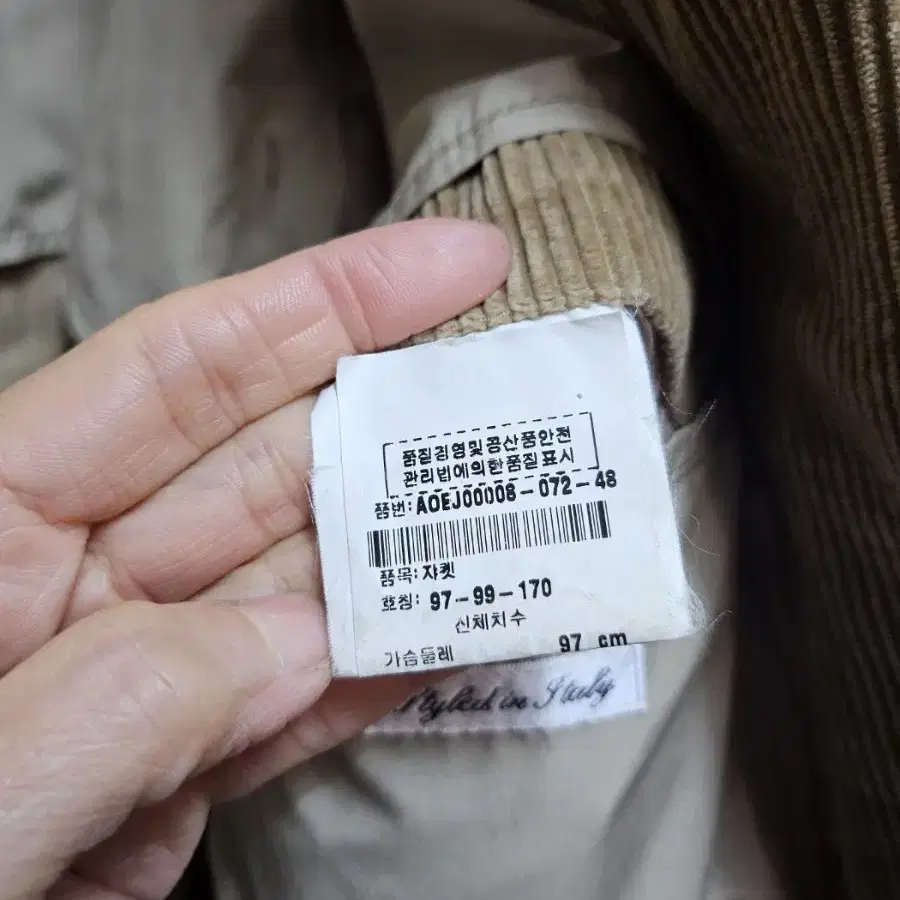 품질경영및공산품안전
관리법에의한품질표시
품번: AOEJ00008-072-48
품목: 쟈켓
호칭: 97-99-170
신체치수
가슴둘레 97 cm
Styled in Italy